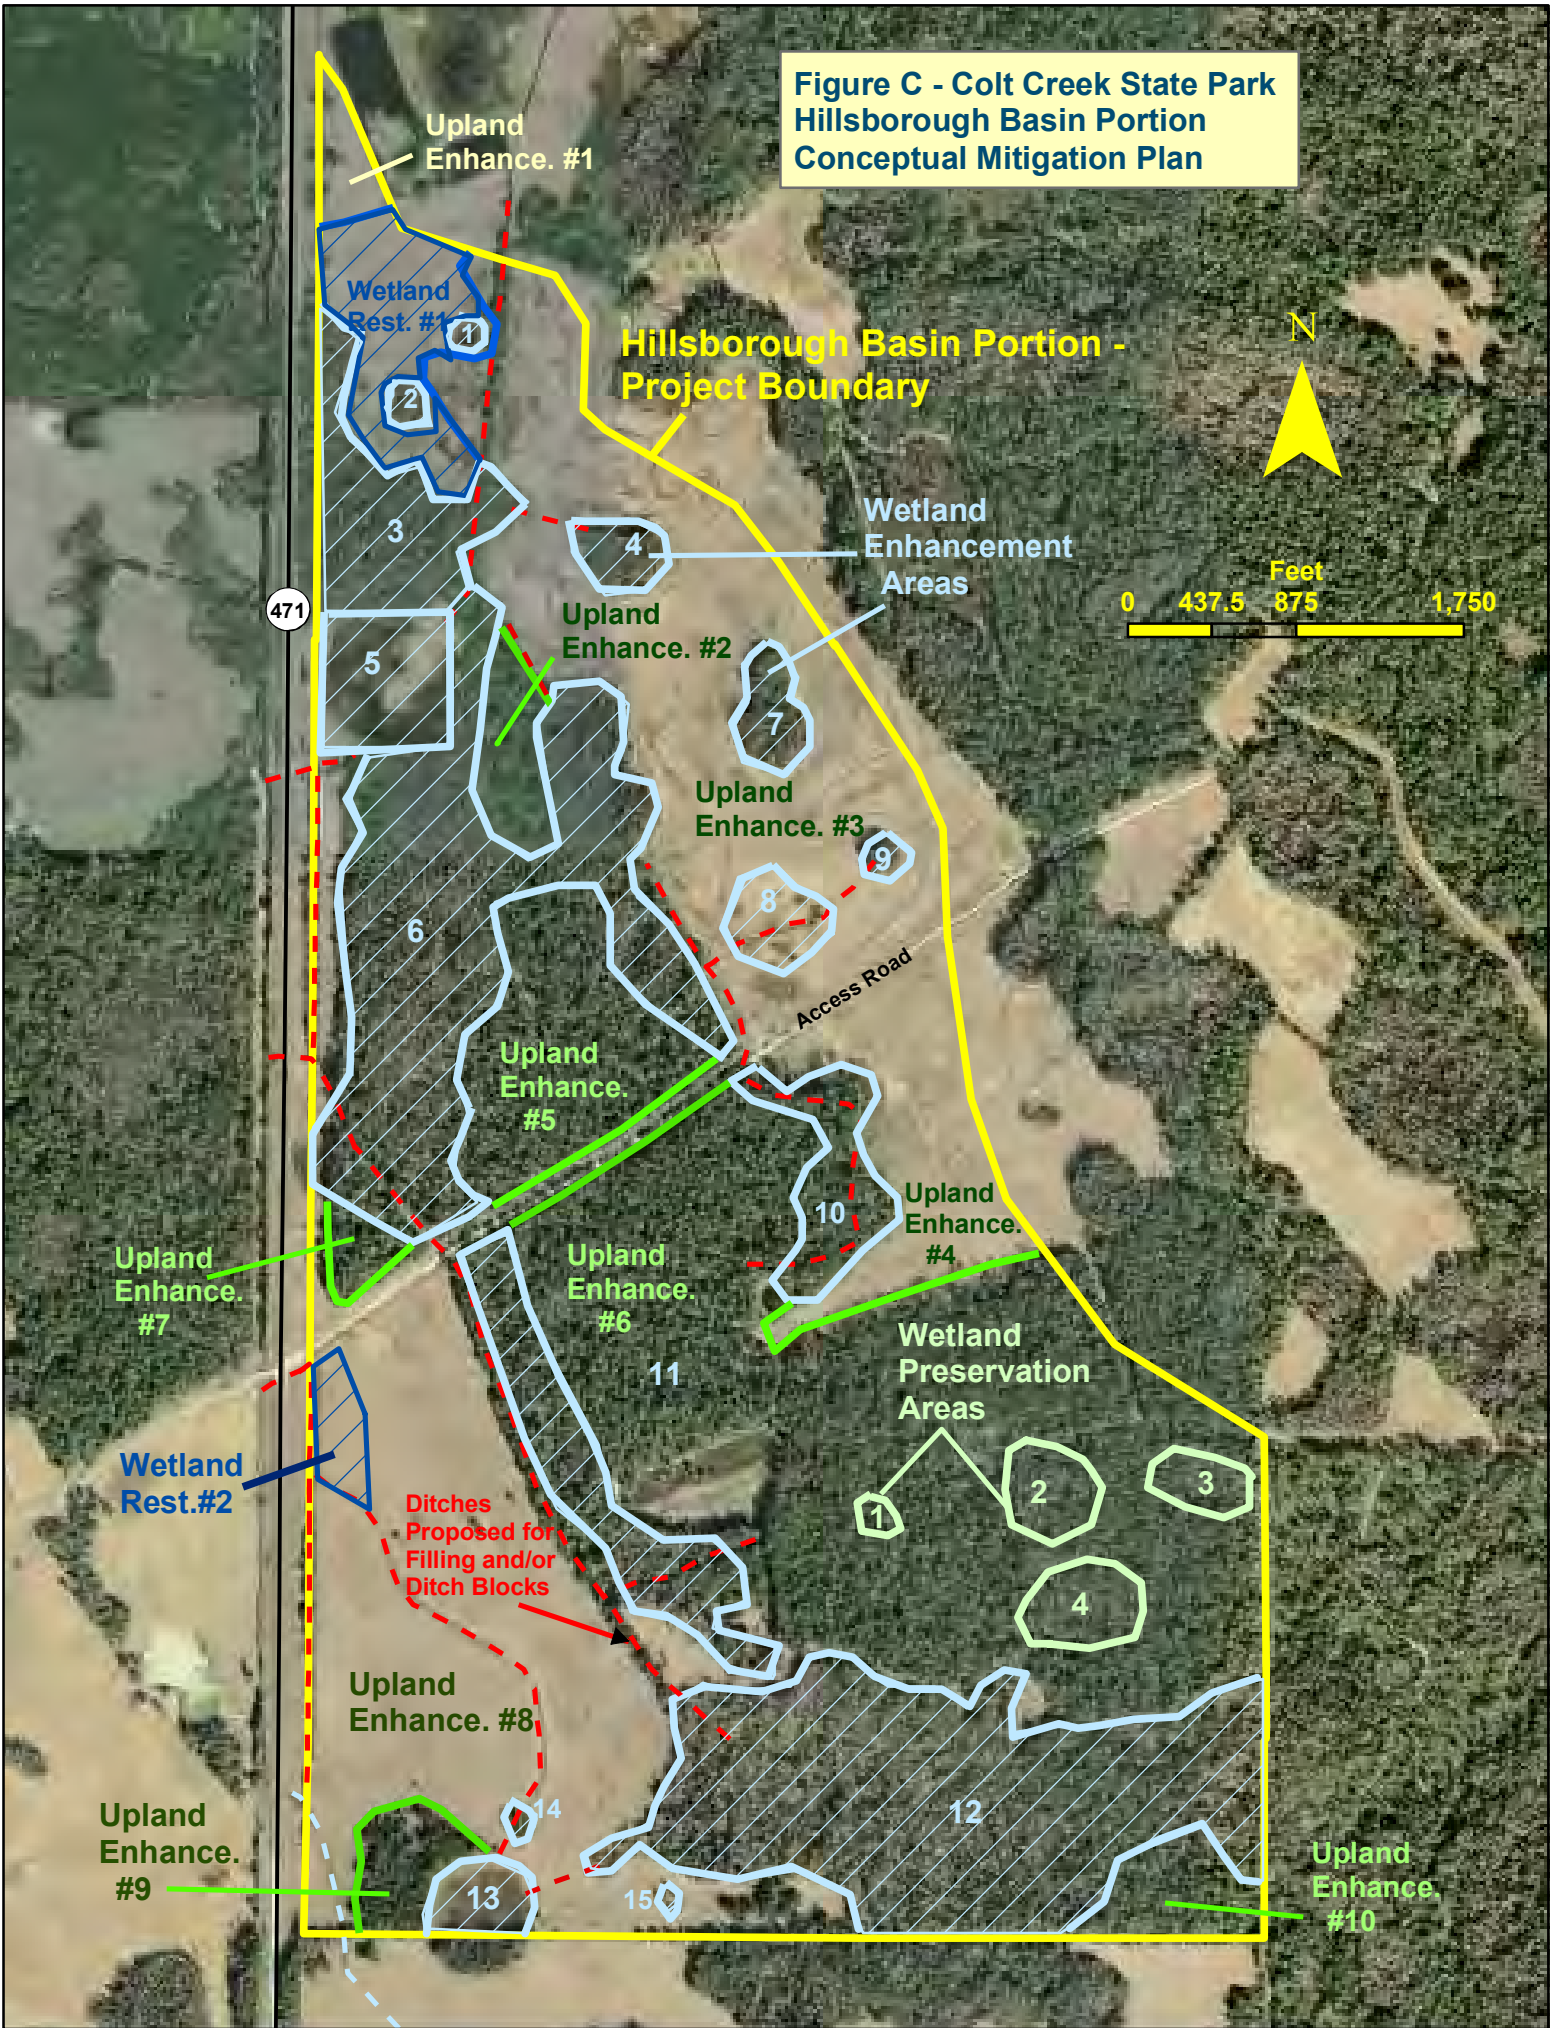 Figure C - Colt Creek State Park
Hillsborough Basin Portion
Conceptual Mitigation Plan
Upland
Enhance. #1
Wetland
Rest. #1
1
2
Hillsborough Basin Portion -
Project Boundary
N
Wetland
Enhancement
Areas
3
4
Feet
0 437.5 875 1,750
471
Upland
Enhance. #2
5
7
Upland
Enhance. #3
9
8
6
Access Road
Upland
Enhance.
#5
10
Upland
Enhance.
#4
Upland
Enhance.
#7
Upland
Enhance.
#6
11
Wetland
Preservation
Areas
Wetland
Rest.#2
1
2
3
4
Ditches
Proposed for
Filling and/or
Ditch Blocks
Upland
Enhance. #8
14
12
Upland
Enhance.
#9
13
15
Upland
Enhance.
#10